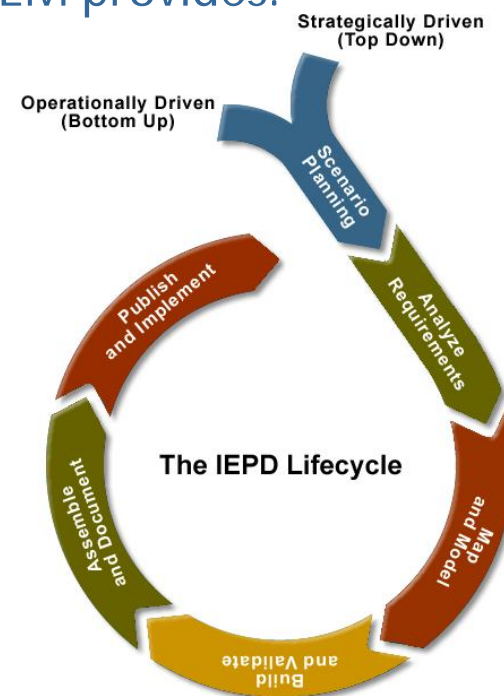 provides:
Strategically Driven
(Top Down)
Operationally Driven
(Bottom Up)
Scenario
Planning
Analyze
Requirements
Map
and Model
Build
and Validate
Assemble
and Document
Publish
and Implement
The IEPD Lifecycle